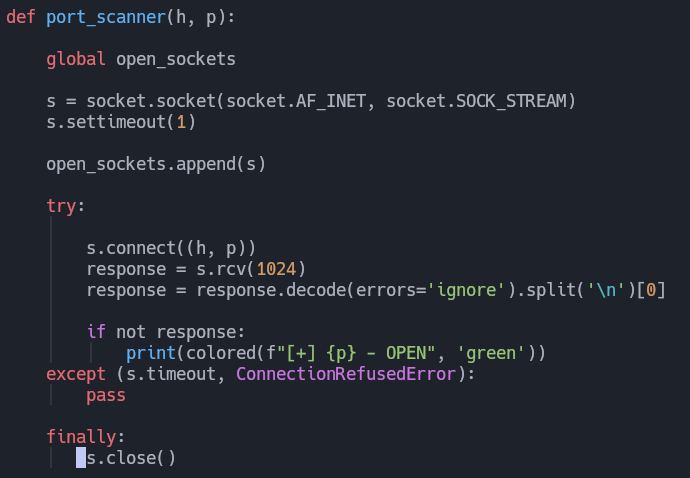 def port_scanner(h, p):
    global open_sockets
    s = socket.socket(socket.AF_INET, socket.SOCK_STREAM)
    s.settimeout(1)
    open_sockets.append(s)
    try:
        s.connect((h, p))
        response = s.rcv(1024)
        response = response.decode(errors='ignore').split('\n')[0]
        if not response:
            print(colored(f"[+] {p} - OPEN", 'green'))
    except (s.timeout, ConnectionRefusedError):
        pass
    finally:
        s.close()